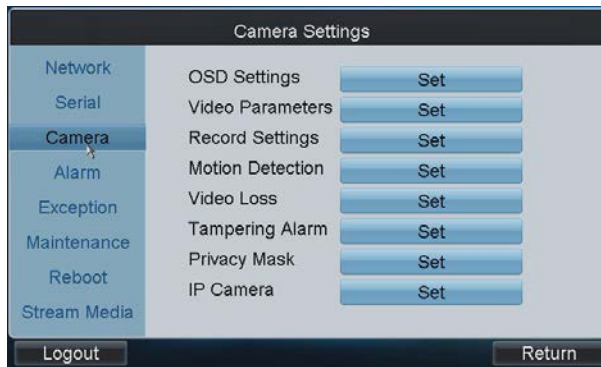 Camera Settings
Network
Serial
Camera
Alarm
Exception
Maintenance
Reboot
Stream Media
OSD Settings Set
Video Parameters Set
Record Settings Set
Motion Detection Set
Video Loss Set
Tampering Alarm Set
Privacy Mask Set
IP Camera Set
Logout Return